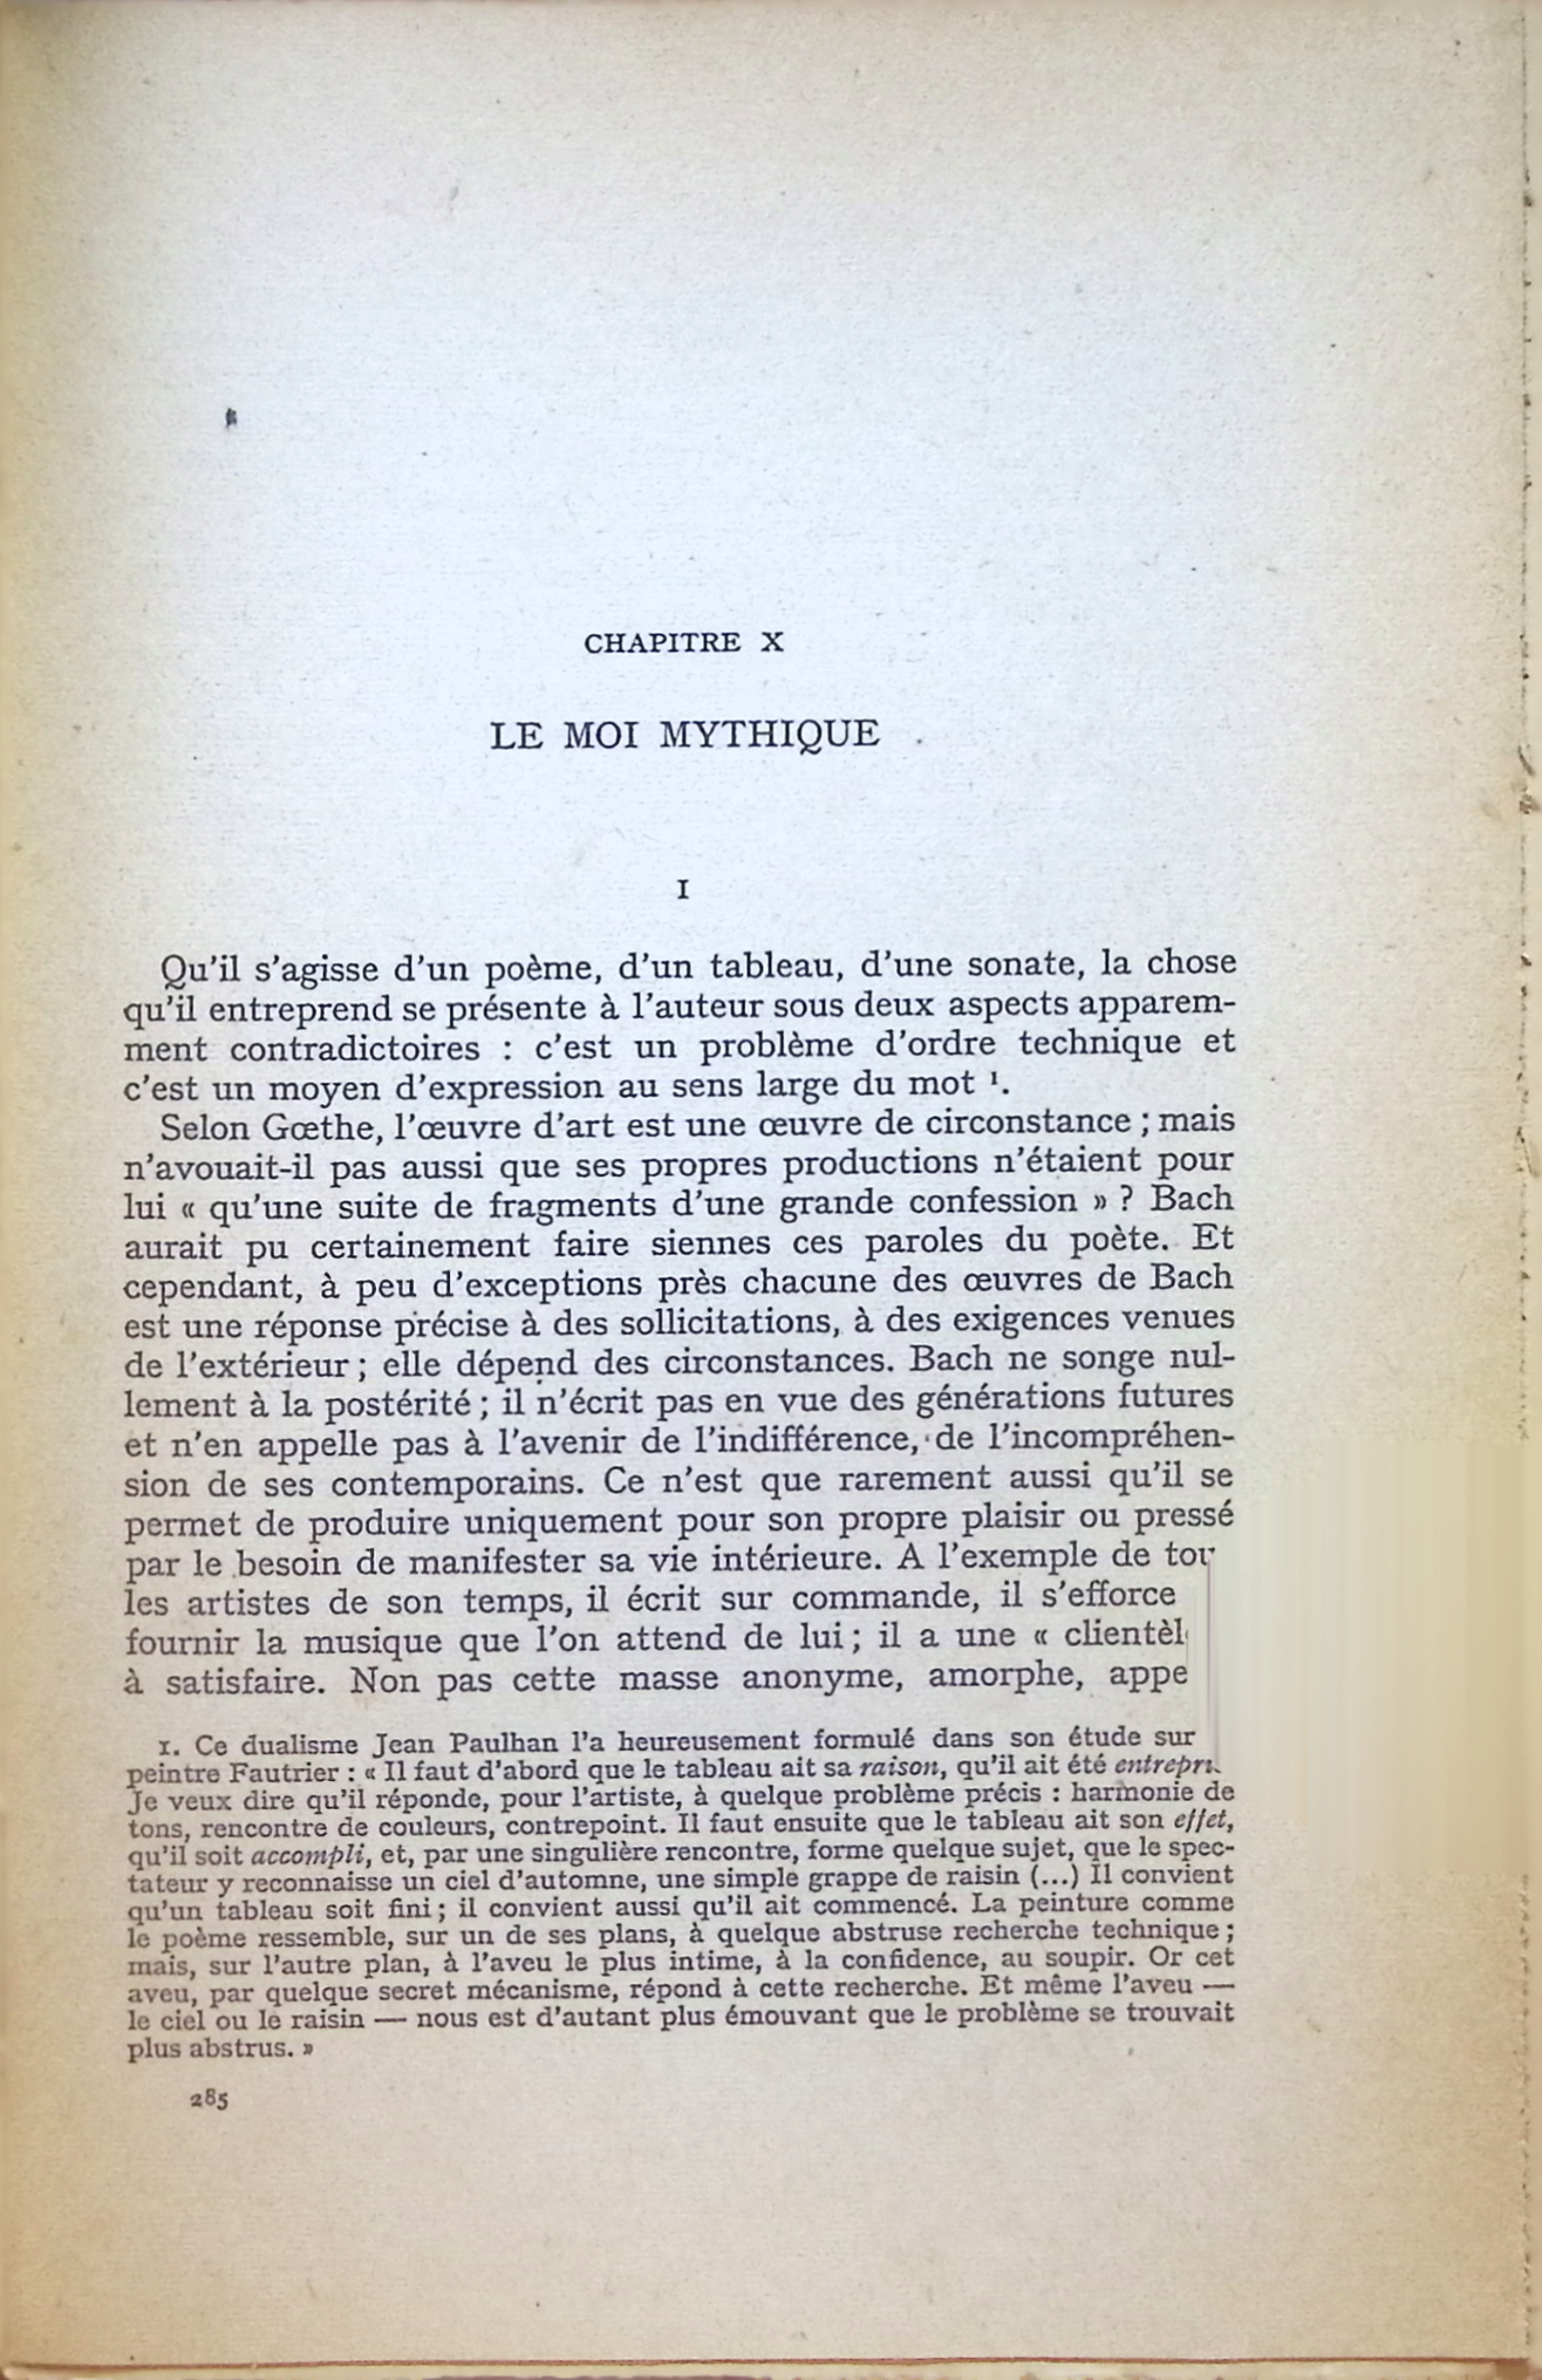 CHAPITRE X
LE MOI MYTHIQUE
I
Qu'il s'agisse d'un poème, d'un tableau, d'une sonate, la chose
qu'il entreprend se présente à l'auteur sous deux aspects apparem-
ment contradictoires : c'est un problème d'ordre technique et
c'est un moyen d'expression au sens large du mot ¹.
Selon Gœthe, l'œuvre d'art est une œuvre de circonstance ; mais
n'avouait-il pas aussi que ses propres productions n'étaient pour
lui « qu'une suite de fragments d'une grande confession » ? Bach
aurait pu certainement faire siennes ces paroles du poète. Et
cependant, à peu d'exceptions près chacune des œuvres de Bach
est une réponse précise à des sollicitations, à des exigences venues
de l'extérieur ; elle dépend des circonstances. Bach ne songe nul-
lement à la postérité ; il n'écrit pas en vue des générations futures
et n'en appelle pas à l'avenir de l'indifférence, de l'incompréhen-
sion de ses contemporains. Ce n'est que rarement aussi qu'il se
permet de produire uniquement pour son propre plaisir ou pressé
par le besoin de manifester sa vie intérieure. A l'exemple de
les artistes de son temps, il écrit sur commande, il s'efforce
fournir la musique que l'on attend de lui ; il a une «
à satisfaire. Non pas cette masse anonyme, amorphe,
1. Ce dualisme Jean Paulhan l'a heureusement formulé dans son étude sur
peintre Fautrier : « Il faut d'abord que le tableau ait sa raison, qu'il ait été
Je veux dire qu'il réponde, pour l'artiste, à quelque problème précis : harmonie de
tons, rencontre de couleurs, contrepoint. Il faut ensuite que le tableau ait son effet,
qu'il soit accompli, et, par une singulière rencontre, forme quelque sujet, que le spec-
tateur y reconnaisse un ciel d'automne, une simple grappe de raisin (...) Il convient
qu'un tableau soit fini ; il convient aussi qu'il ait commencé. La peinture comme
le poème ressemble, sur un de ses plans, à quelque abstruse recherche technique ;
mais, sur l'autre plan, à l'aveu le plus intime, à la confidence, au soupir. Or cet
aveu, par quelque secret mécanisme, répond à cette recherche. Et même l'aveu —
le ciel ou le raisin — nous est d'autant plus émouvant que le problème se trouvait
plus abstrus. »
285